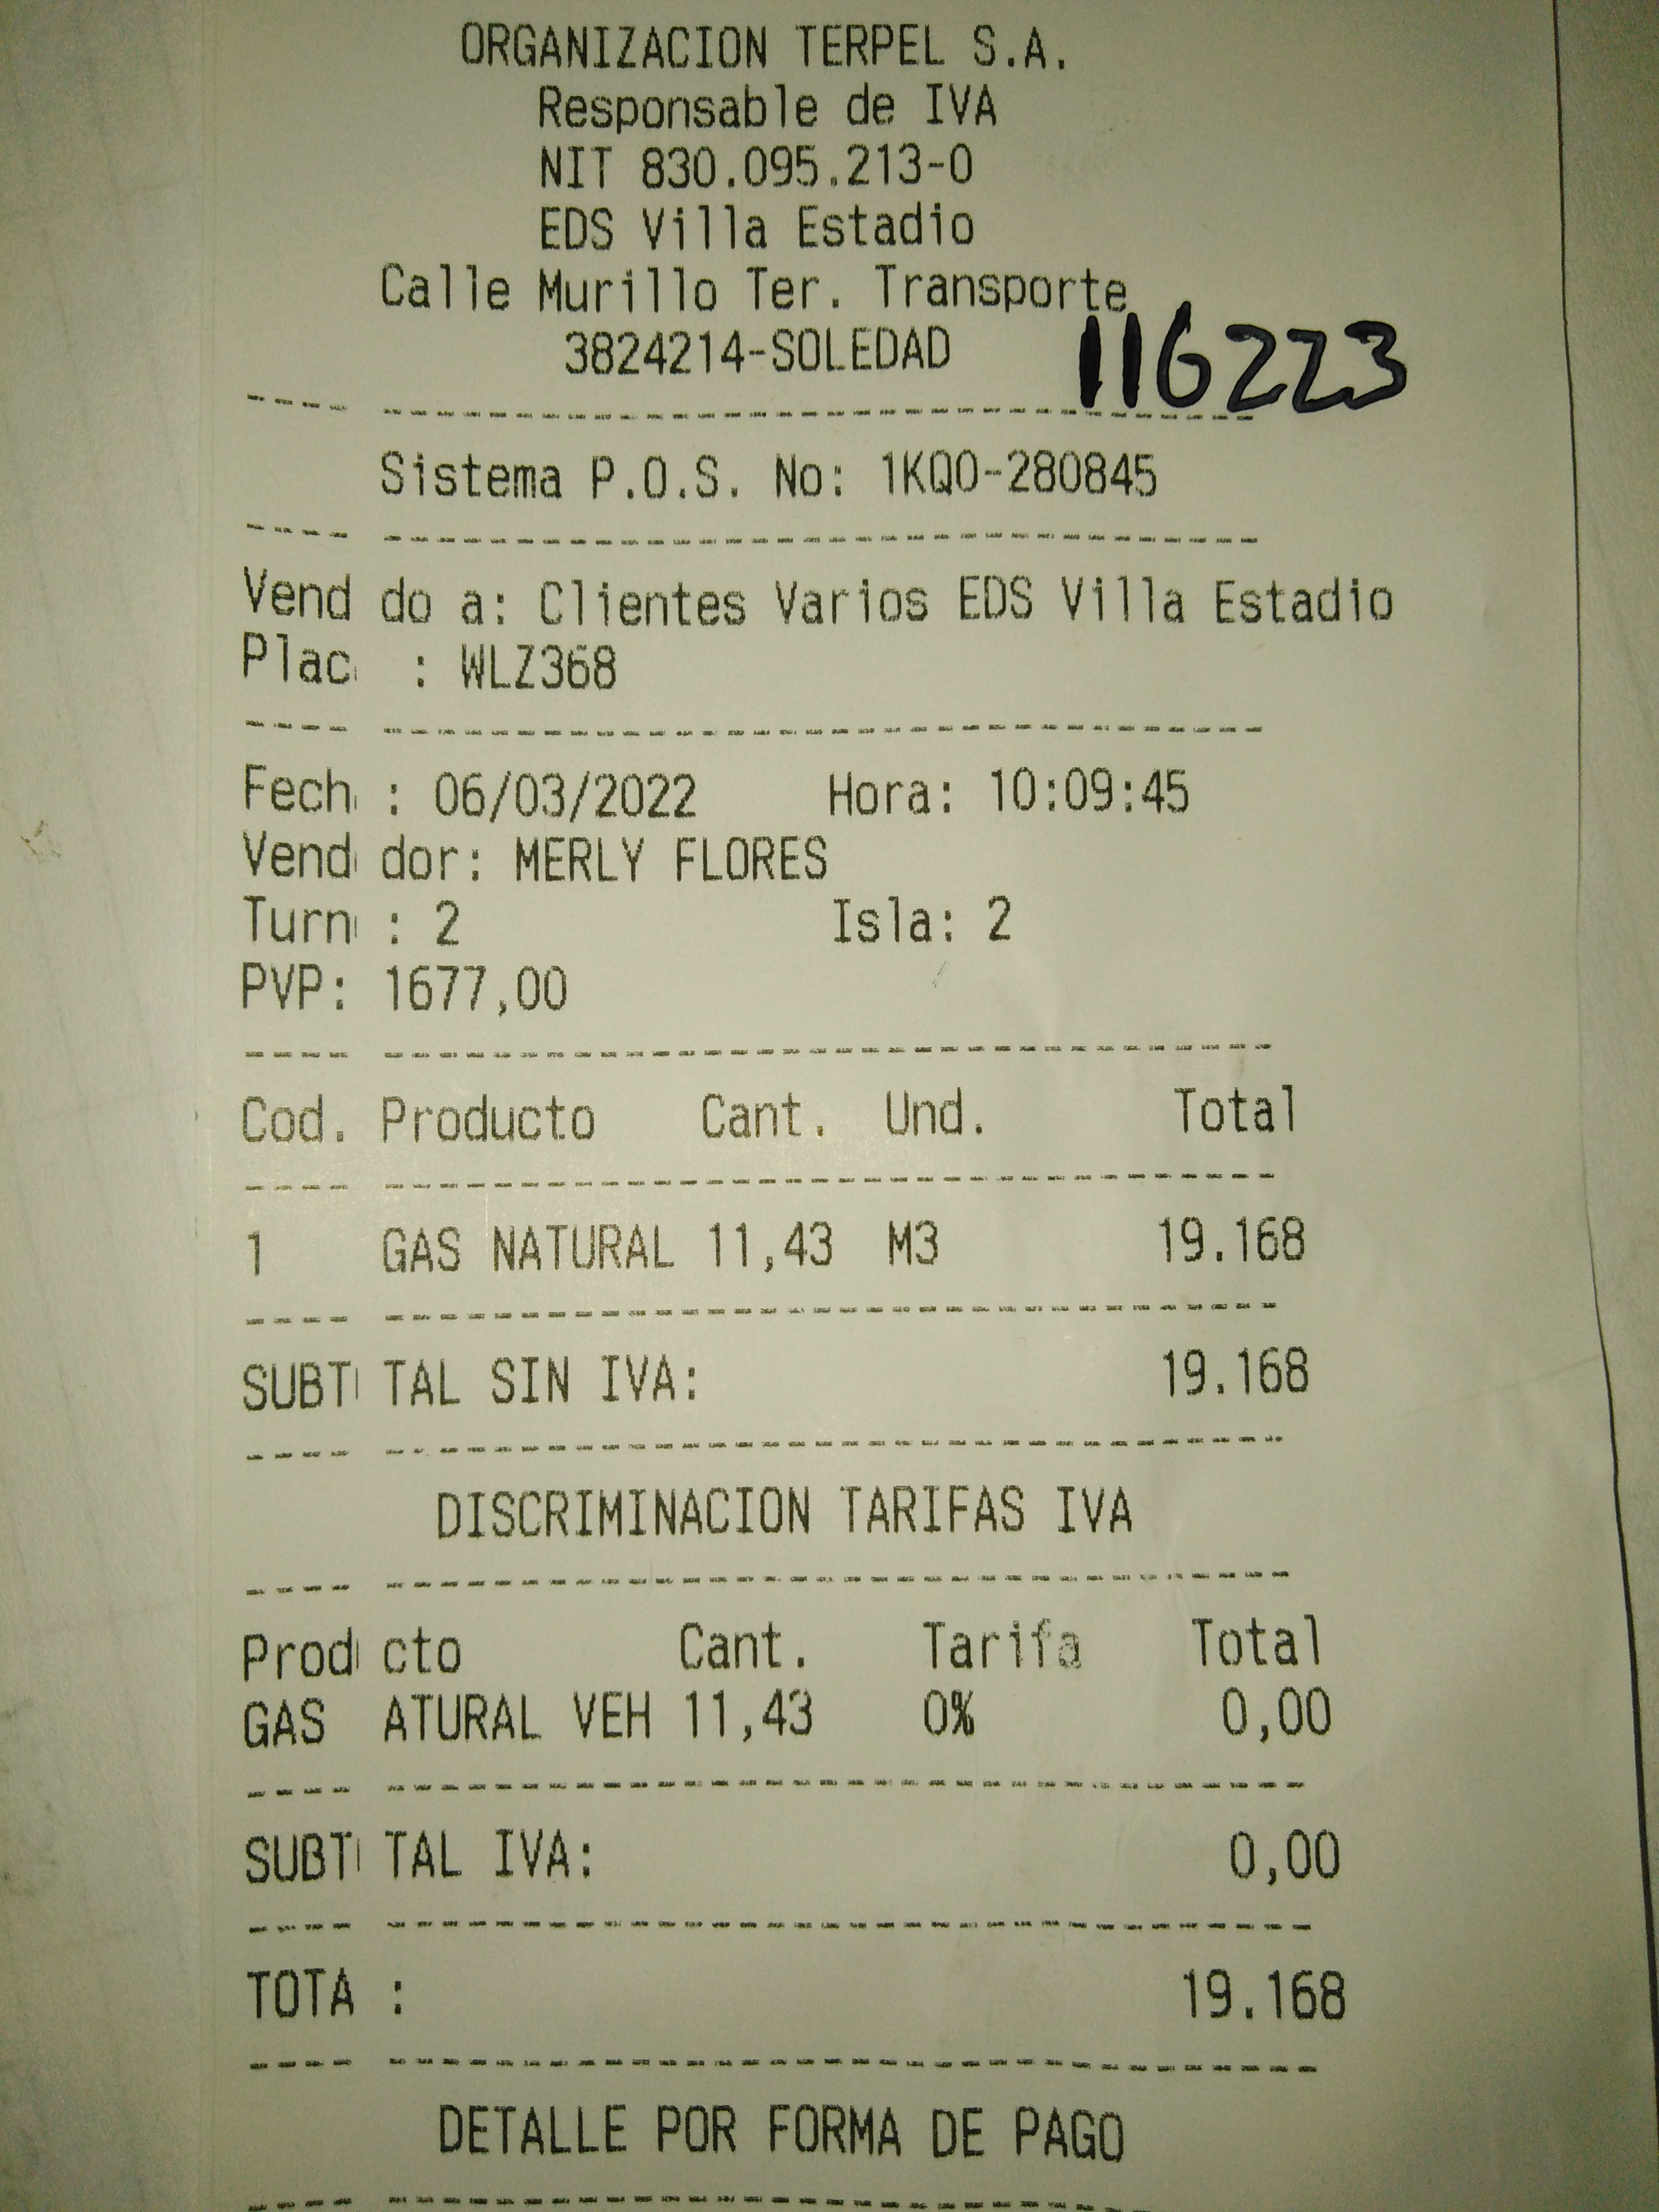 ORGANIZACION TERPEL S.A.
Responsable de IVA
NIT 830.095.213-0
EDS Villa Estadio
Calle Murillo Ter. Transporte
3824214-SOLEDAD
116223
Sistema P.O.S. No: 1KQ0-280845
Vend do a: Clientes Varios EDS Villa Estadio
Plac : WLZ368
Fech : 06/03/2022 Hora: 10:09:45
Vend dor: MERLY FLORES
Turn : 2 Isla: 2
PVP: 1677,00
Cod. Producto Cant. Und. Total
1 GAS NATURAL 11,43 M3 19.168
SUBT TAL SIN IVA: 19.168
DISCRIMINACION TARIFAS IVA
Prod cto Cant. Tarifa Total
GAS ATURAL VEH 11,43 0% 0,00
SUBT TAL IVA: 0,00
TOTA : 19.168
DETALLE POR FORMA DE PAGO